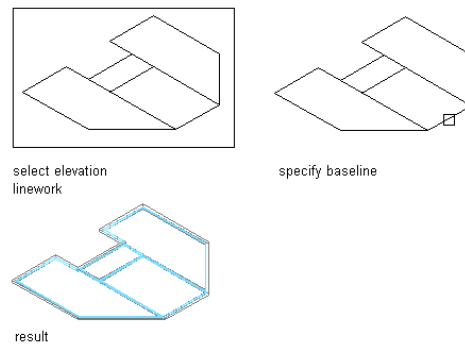 select elevation
linework
specify baseline
result